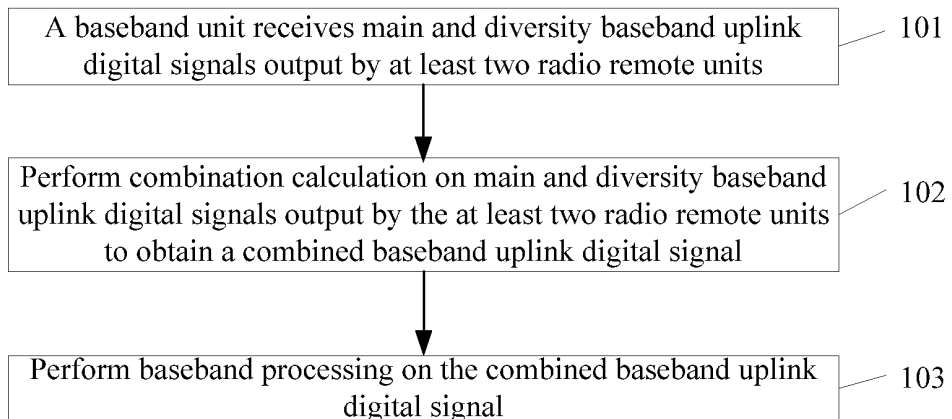 A baseband unit receives main and diversity baseband uplink
digital signals output by at least two radio remote units
101
Perform combination calculation on main and diversity baseband
uplink digital signals output by the at least two radio remote units
to obtain a combined baseband uplink digital signal
102
Perform baseband processing on the combined baseband uplink
digital signal
103